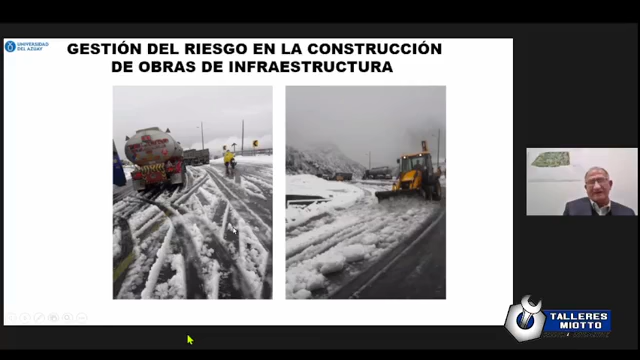 UNIVERSIDAD
DEL AZUAY
GESTIÓN DEL RIESGO EN LA CONSTRUCCIÓN
DE OBRAS DE INFRAESTRUCTURA
TALLERES
MIOTTO